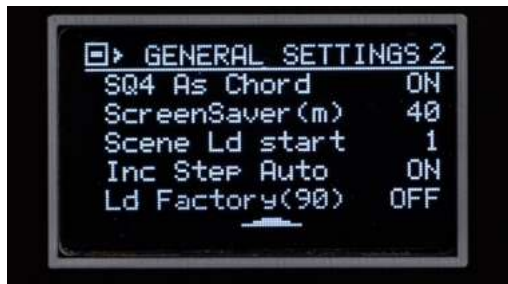 GENERAL SETTINGS 2
SQ4 As Chord ON
ScreenSaver(m) 40
Scene Ld start 1
Inc Step Auto ON
Ld Factory(90) OFF